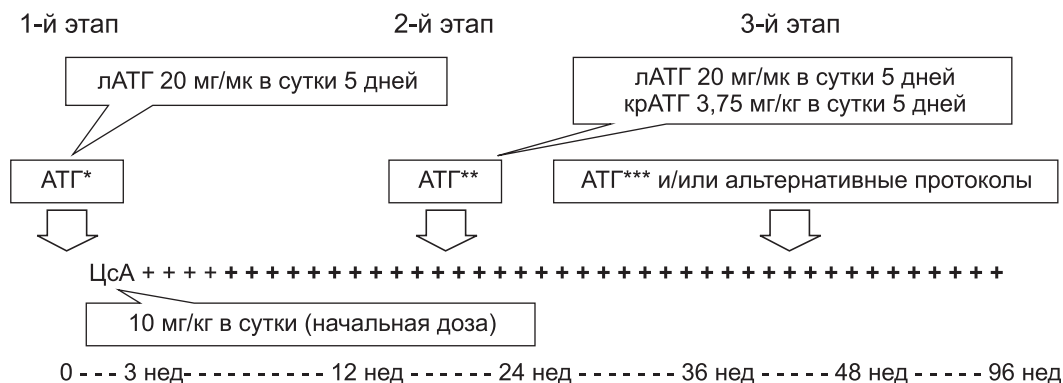 1-й этап 2-й этап 3-й этап
лАТГ 20 мг/мк в сутки 5 дней
лАТГ 20 мг/мк в сутки 5 дней
крАТГ 3,75 мг/кг в сутки 5 дней
АТГ* АТГ** АТГ*** и/или альтернативные протоколы
ЦсА + + + + + + + + + + + + + + + + + + + + + + + + + + + + + + + + + + + + + + + + + +
10 мг/кг в сутки (начальная доза)
0 - - - - 3 нед- - - - - - - - - - - - 12 нед - - - - - - - - 24 нед - - - - - - - - - 36 нед - - - - - - - 48 нед - - - - - - - 96 нед